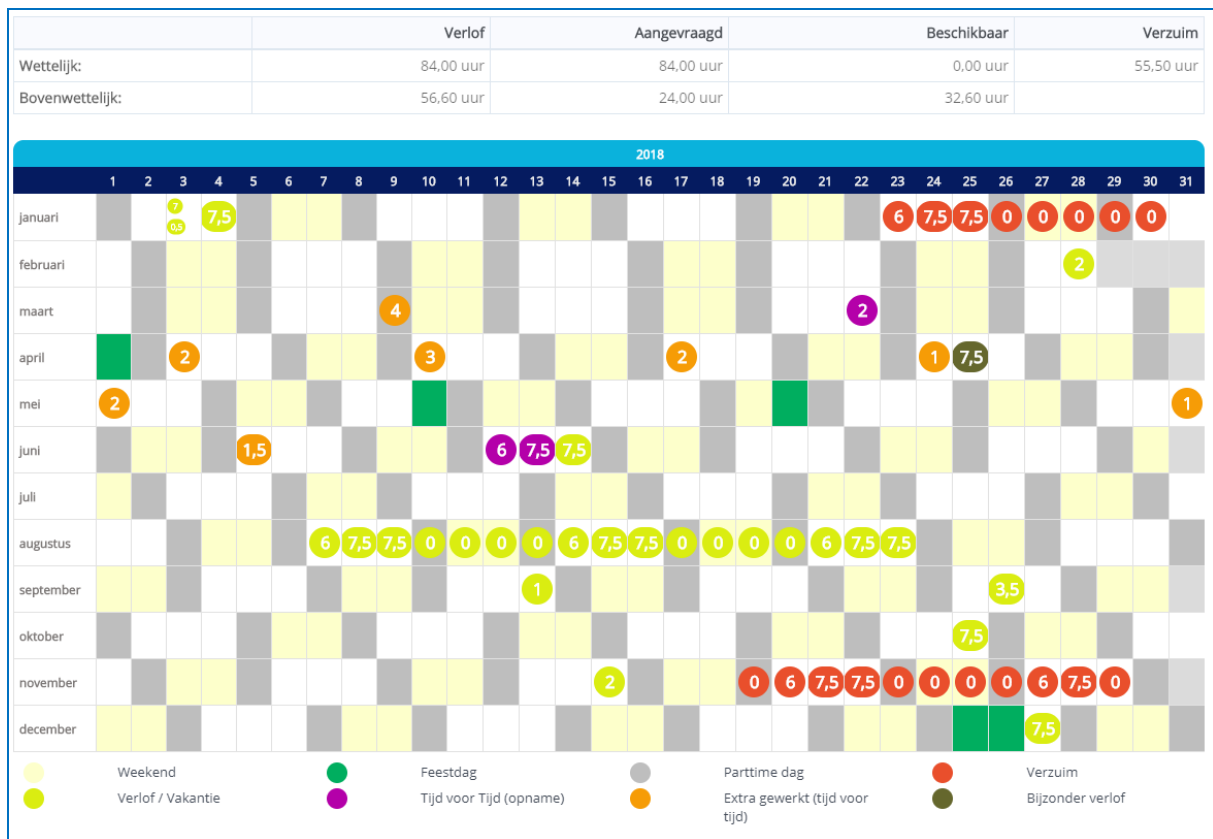 Verlof Aangevraagd Beschikbaar Verzuim
Wettelijk: 84,00 uur 84,00 uur 0,00 uur 55,50 uur
Bovenwettelijk: 56,60 uur 24,00 uur 32,60 uur
2018
1 2 3 4 5 6 7 8 9 10 11 12 13 14 15 16 17 18 19 20 21 22 23 24 25 26 27 28 29 30 31
januari 7 0,5 7,5 6 7,5 7,5 0 0 0 0 0
februari 2
maart 4 2
april 2 3 2 1 7,5
mei 2 1
juni 1,5 6 7,5 7,5
juli
augustus 6 7,5 7,5 0 0 0 0 6 7,5 7,5 0 0 0 0 6 7,5 7,5
september 1 3,5
oktober 7,5
november 2 0 6 7,5 7,5 0 0 0 0 6 7,5 0
december 7,5
Weekend Feestdag Parttime dag Verzuim
Verlof / Vakantie Tijd voor Tijd (opname) Extra gewerkt (tijd voor Bijzonder verlof
tijd)